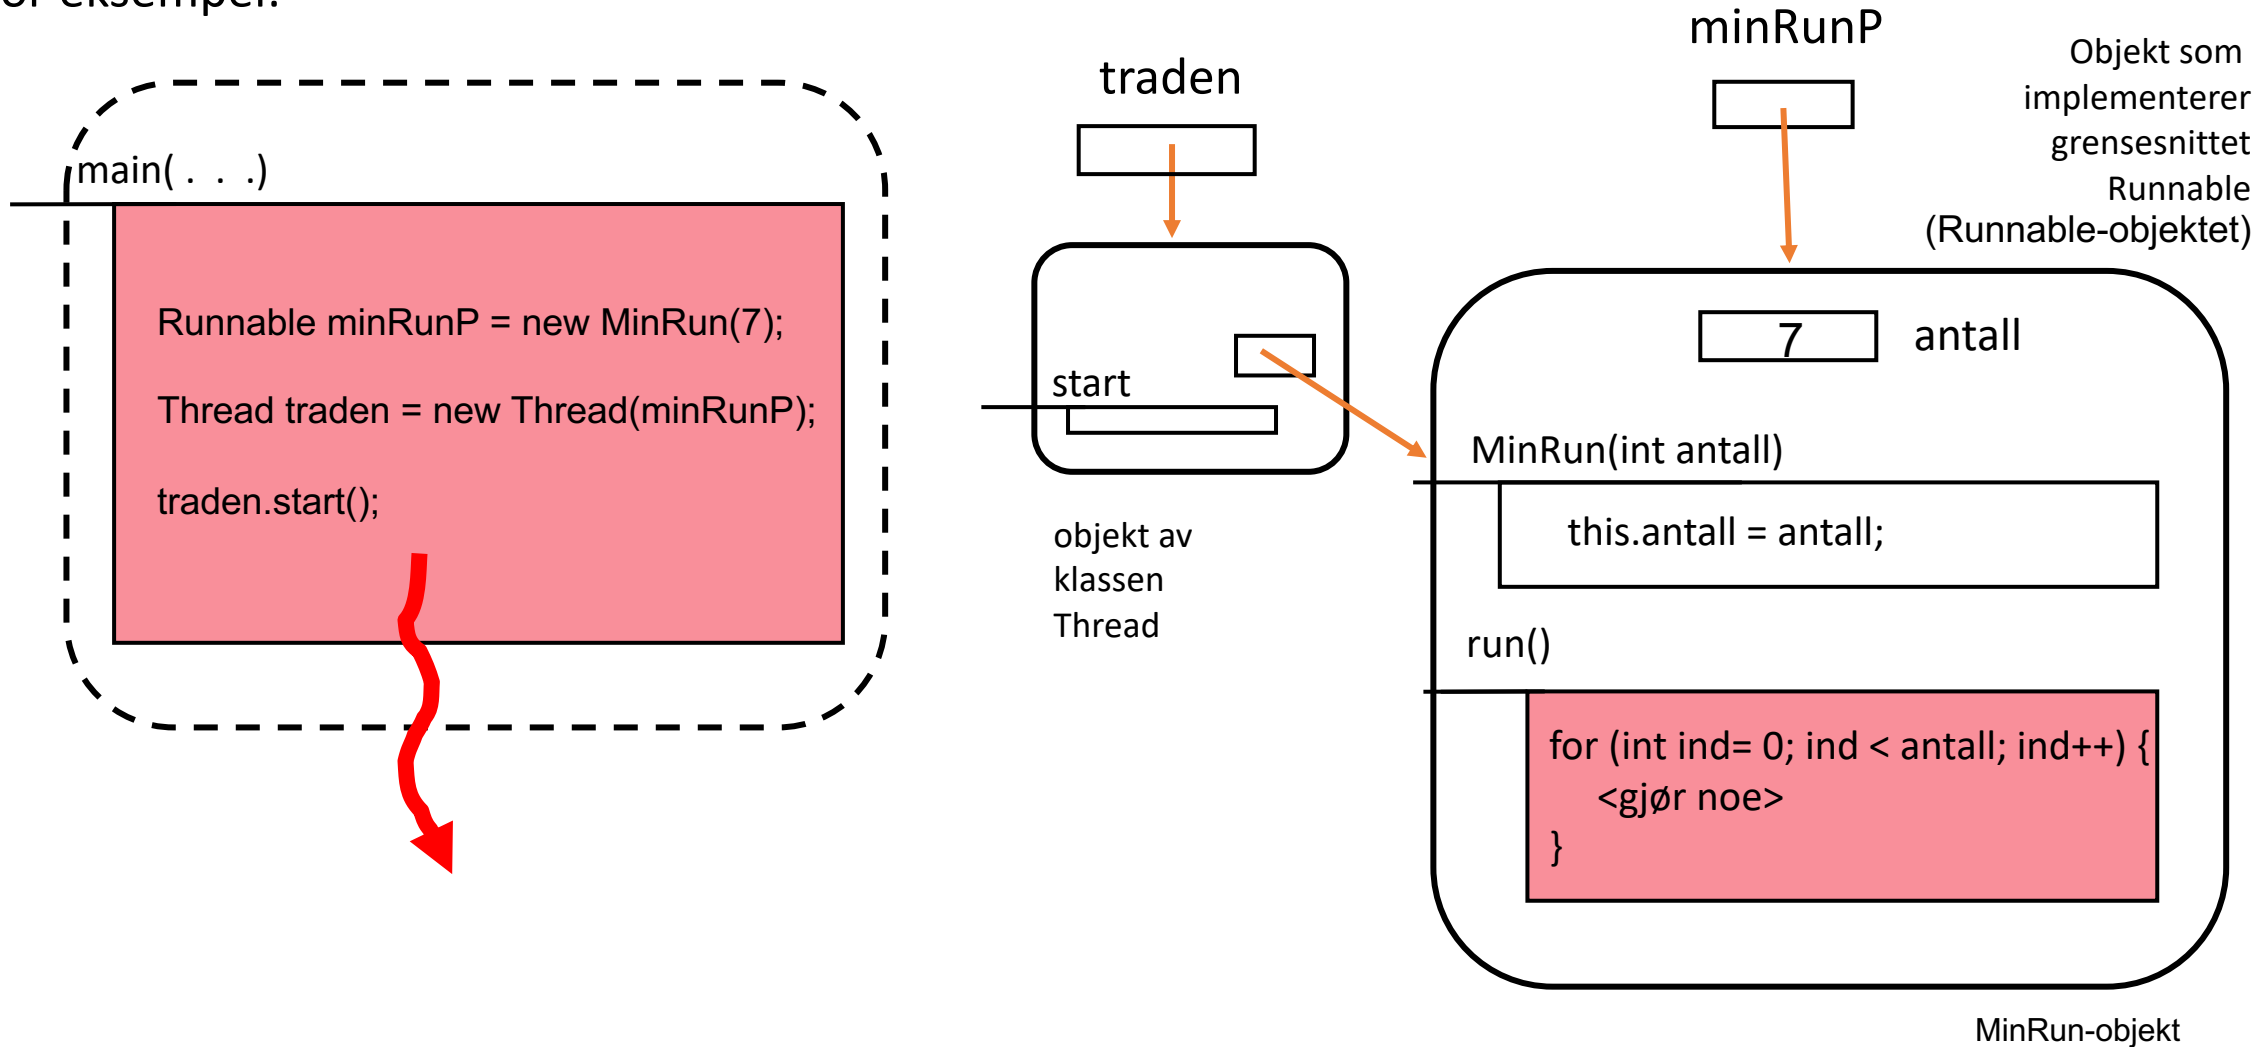 eksempel:
main( . . .)
Runnable minRunP = new MinRun(7);
Thread traden = new Thread(minRunP);
traden.start();
traden
start
objekt av
klassen
Thread
minRunP
Objekt som
implementerer
grensesnittet
Runnable
(Runnable-objektet)
7 antall
MinRun(int antall)
this.antall = antall;
run()
for (int ind= 0; ind < antall; ind++) {
<gjør noe>
}
MinRun-objekt